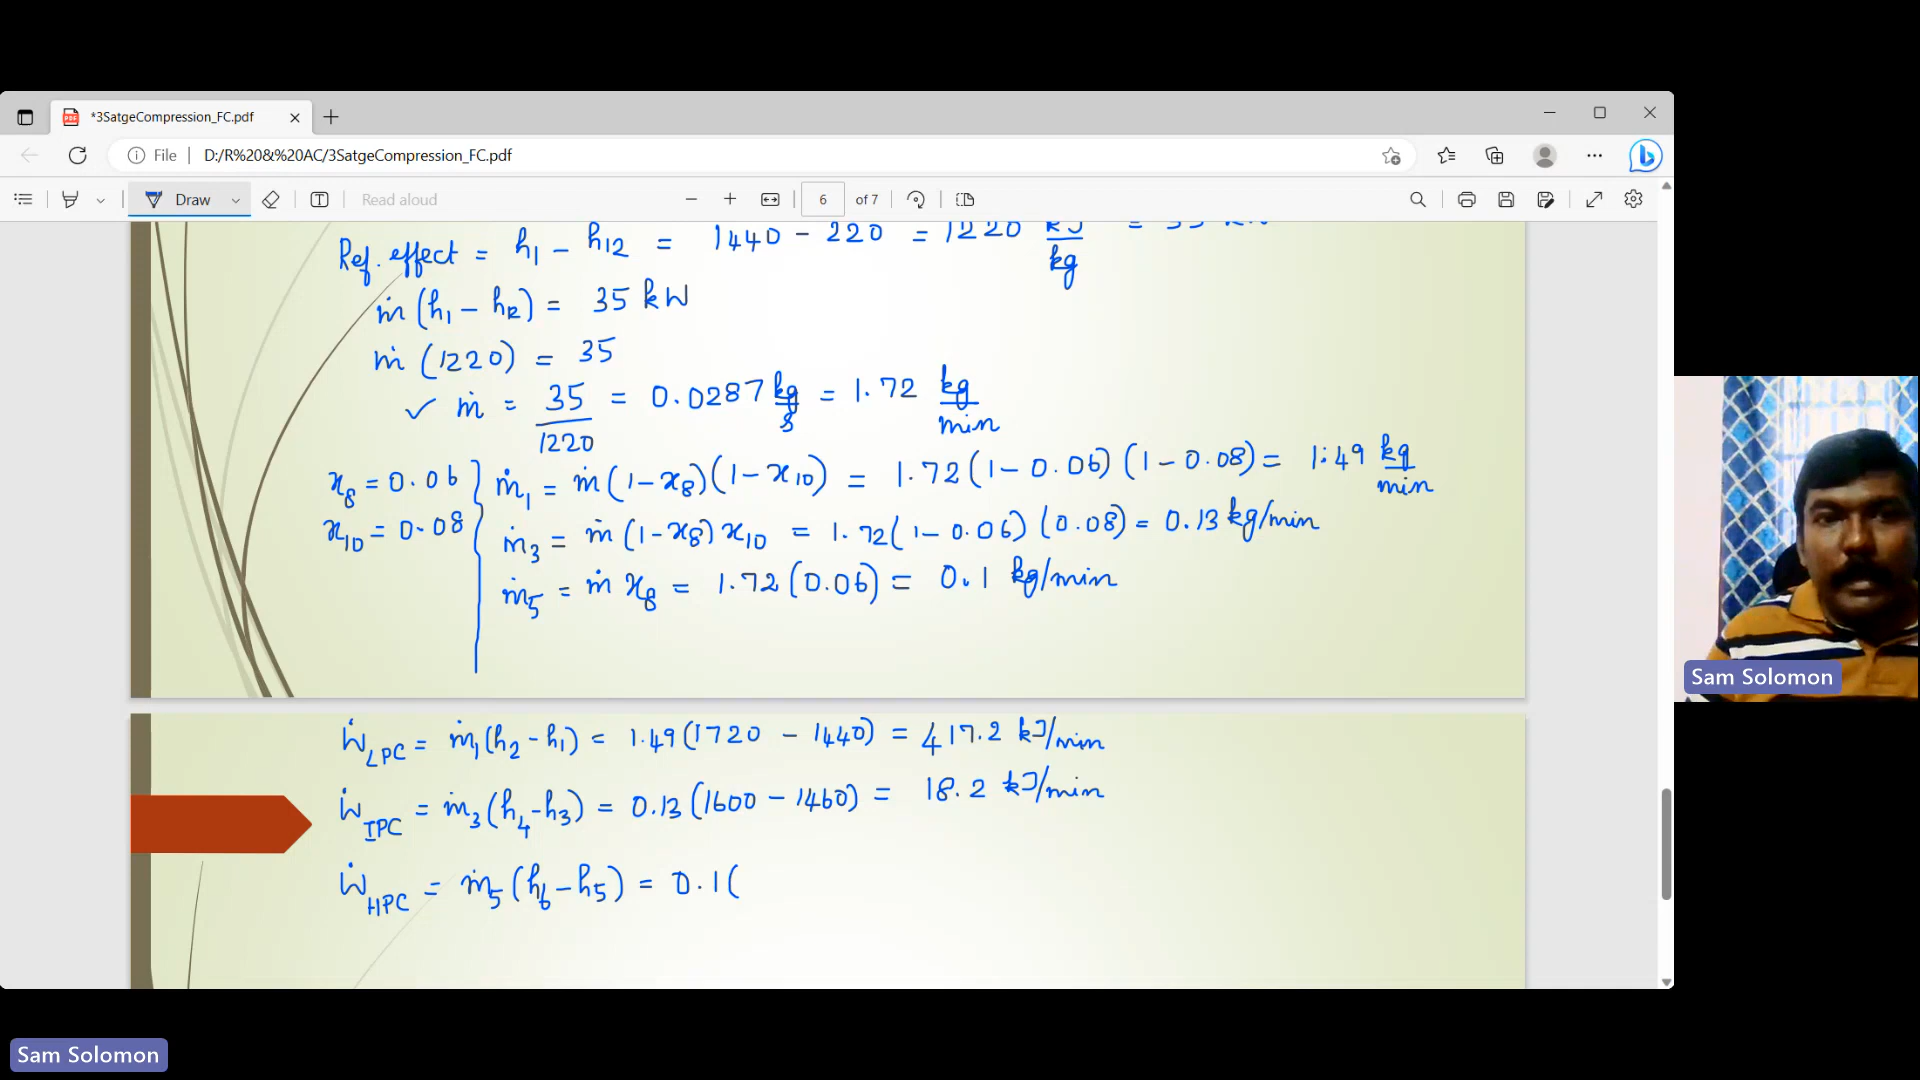 *3SatgeCompression_FC.pdf
File D:/R%20&%20AC/3SatgeCompression_FC.pdf
Draw Read aloud 6 of 7
Ref. effect = h1 - h12 = 1440 - 220 = 1220 kJ/kg
ṁ (h1 - h12) = 35 kW
ṁ (1220) = 35
✓ ṁ = 35/1220 = 0.0287 kg/s = 1.72 kg/min
x8 = 0.06 ṁ1 = ṁ(1-x8)(1-x10) = 1.72(1-0.06)(1-0.08) = 1.49 kg/min
x10 = 0.08 ṁ3 = ṁ(1-x8)x10 = 1.72(1-0.06)(0.08) = 0.13 kg/min
ṁ5 = ṁ x8 = 1.72(0.06) = 0.1 kg/min
ẆLPC = ṁ1(h2-h1) = 1.49(1720 - 1440) = 417.2 kJ/min
ẆIPC = ṁ3(h4-h3) = 0.13(1600 - 1460) = 18.2 kJ/min
ẆHPC = ṁ5(h6-h5) = 0.1(
Sam Solomon
Sam Solomon